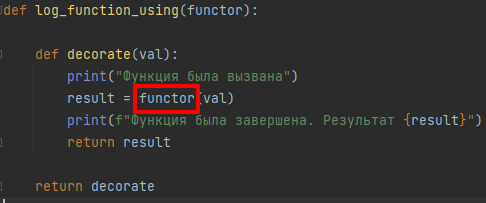 def log_function_using(functor):
def decorate(val):
print("Функция была вызвана")
result = functor(val)
print(f"Функция была завершена. Результат {result}")
return result
return decorate